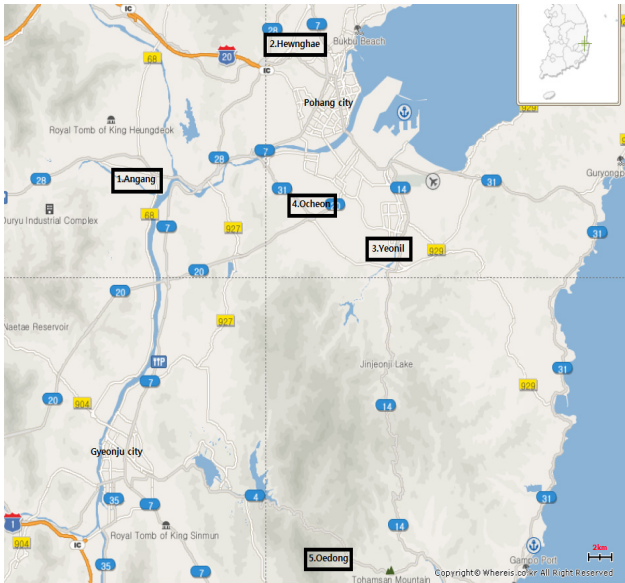 IC
28
7
Bukbu Beach
2.Hewnghae
20
68
IC
Pohang city
929
Royal Tomb of King Heungdeok
7
28
Guryongp
28
1.Angang
31
14
31
4.Ocheon
68
Duryu Industrial Complex
7
927
31
3.Yeonil
929
20
20
Naetae Reservoir
927
Jinjeonji Lake
31
7
929
20
904
14
Gyeonju city
4
35
7
31
1
14
Royal Tomb of King Sinmun
904
IC
Gampo Port
2km
5.Oedong
35
7
Tohamsan Mountain
Copyright© Whereis.co.kr All Right Reserved